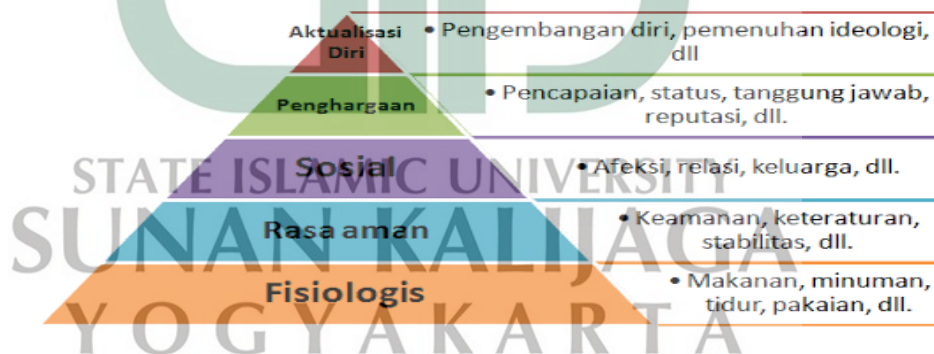 Aktualisasi
Diri
• Pengembangan diri, pemenuhan ideologi,
dll
Penghargaan
• Pencapaian, status, tanggung jawab,
reputasi, dll.
Sosial
• Afeksi, relasi, keluarga, dll.
Rasa aman
• Keamanan, keteraturan,
stabilitas, dll.
Fisiologis
• Makanan, minuman,
tidur, pakaian, dll.
STATE ISLAMIC UNIVERSITY
SUNAN KALIJAGA
YOGYAKARTA